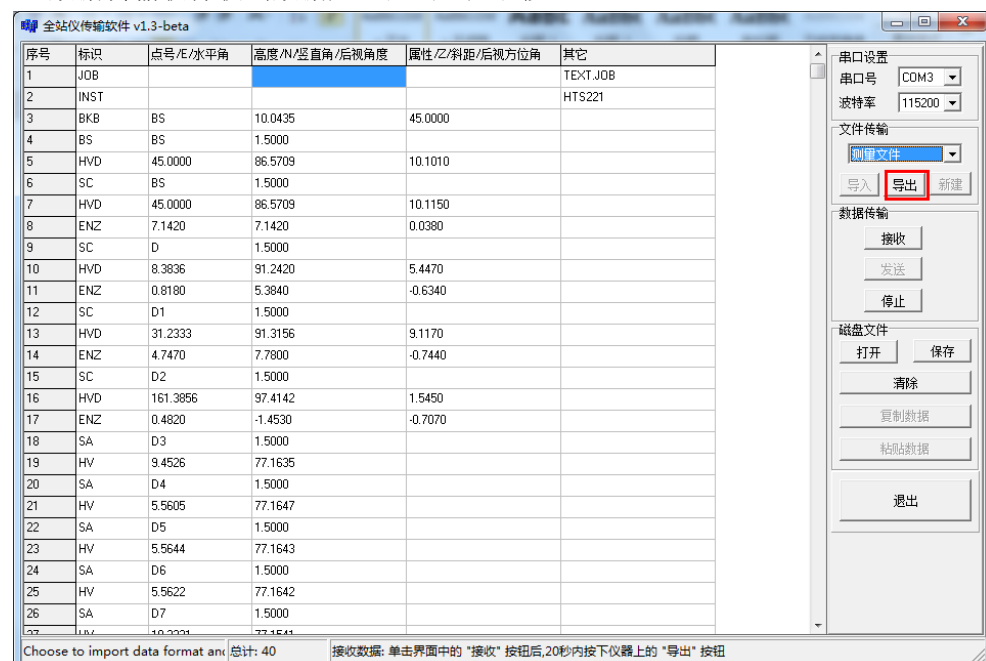 全站仪传输软件 v1.3-beta
序号 标识 点号/E/水平角 高度/N/竖直角/后视角度 属性/Z/斜距/后视方位角 其它
1 JOB TEXT.JOB
2 INST HTS221
3 BKB BS 10.0435 45.0000
4 BS BS 1.5000
5 HVD 45.0000 86.5709 10.1010
6 SC BS 1.5000
7 HVD 45.0000 86.5709 10.1150
8 ENZ 7.1420 7.1420 0.0380
9 SC D 1.5000
10 HVD 8.3836 91.2420 5.4470
11 ENZ 0.8180 5.3840 -0.6340
12 SC D1 1.5000
13 HVD 31.2333 91.3156 9.1170
14 ENZ 4.7470 7.7800 -0.7440
15 SC D2 1.5000
16 HVD 161.3856 97.4142 1.5450
17 ENZ 0.4820 -1.4530 -0.7070
18 SA D3 1.5000
19 HV 9.4526 77.1635
20 SA D4 1.5000
21 HV 5.5605 77.1647
22 SA D5 1.5000
23 HV 5.5644 77.1643
24 SA D6 1.5000
25 HV 5.5622 77.1642
26 SA D7 1.5000
串口设置
串口号 COM3
波特率 115200
文件传输
测量文件
导入 导出 新建
数据传输
接收
发送
停止
磁盘文件
打开 保存
清除
复制数据
粘贴数据
退出
Choose to import data format and 总计: 40 接收数据: 单击界面中的 "接收" 按钮后,20秒内按下仪器上的 "导出" 按钮